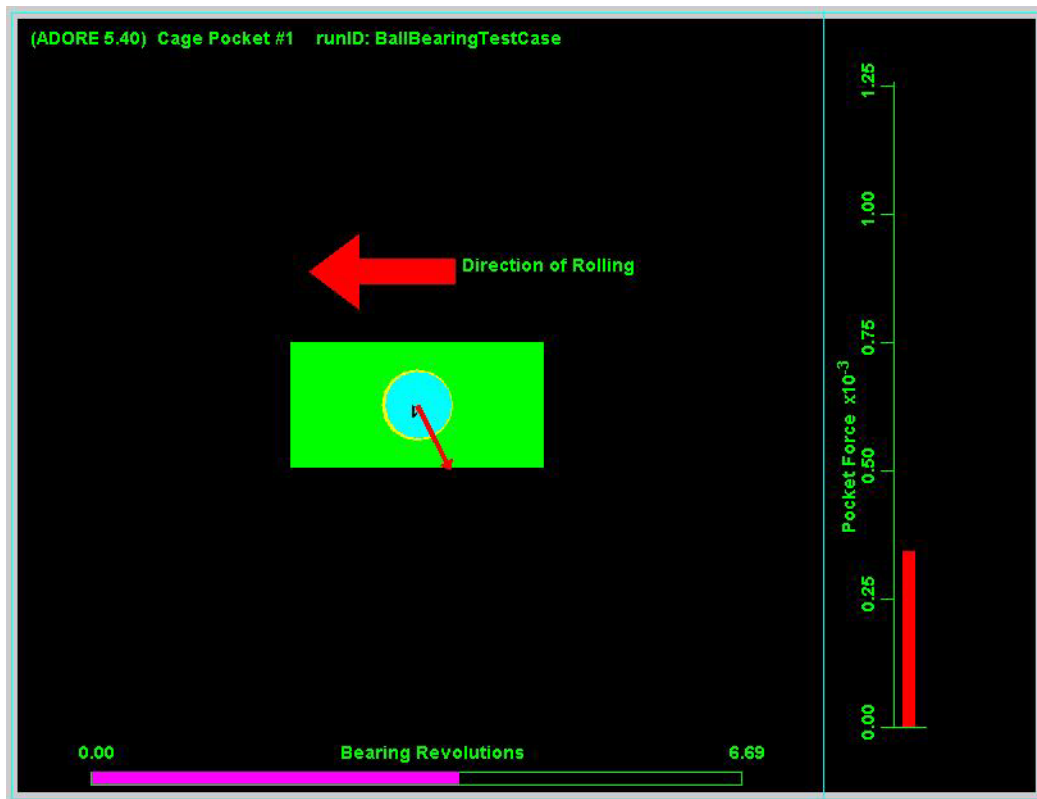 (ADORE 5.40) Cage Pocket #1 runID: BallBearingTestCase
Direction of Rolling
1
0.00 Bearing Revolutions 6.69
Pocket Force x10-3
1.25
1.00
0.75
0.50
0.25
0.00